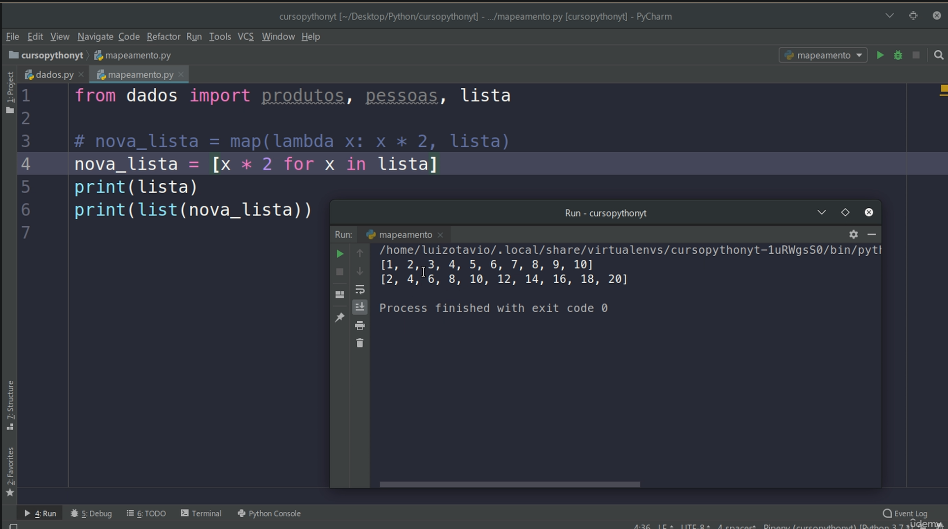 cursopythonyt [~/Desktop/Python/cursopythonyt] - .../mapeamento.py [cursopythonyt] - PyCharm
File Edit View Navigate Code Refactor Run Tools VCS Window Help
cursopythonyt mapeamento.py
mapeamento
dados.py mapeamento.py
1: Project
1 from dados import produtos, pessoas, lista
2
3 # nova_lista = map(lambda x: x * 2, lista)
4 nova_lista = [x * 2 for x in lista]
5 print(lista)
6 print(list(nova_lista))
7
Run - cursopythonyt
Run: mapeamento
/home/luizotavio/.local/share/virtualenvs/cursopythonyt-1uRWgsS0/bin/pyth
[1, 2, 3, 4, 5, 6, 7, 8, 9, 10]
[2, 4, 6, 8, 10, 12, 14, 16, 18, 20]
Process finished with exit code 0
7: Structure
2: Favorites
4: Run 5: Debug 6: TODO Terminal Python Console Event Log
4:36 LF UTF-8 4 spaces Pipenv (cursopythonyt) [Python 3.7
Udemy